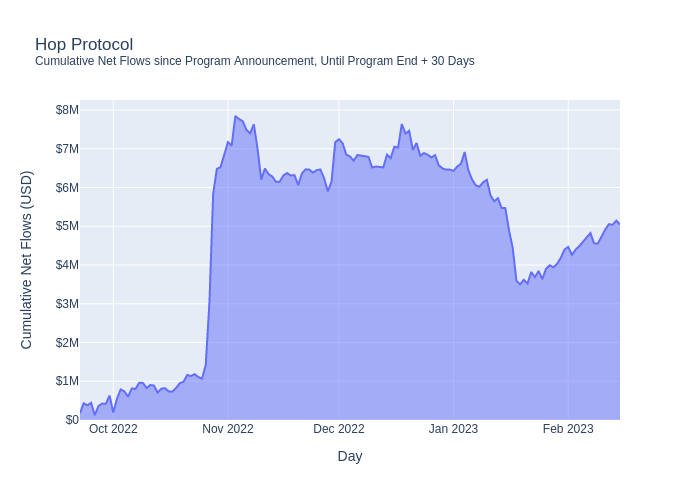 Hop Protocol
Cumulative Net Flows since Program Announcement, Until Program End + 30 Days
Cumulative Net Flows (USD)
$8M
$7M
$6M
$5M
$4M
$3M
$2M
$1M
$0
Oct 2022
Nov 2022
Dec 2022
Jan 2023
Feb 2023
Day